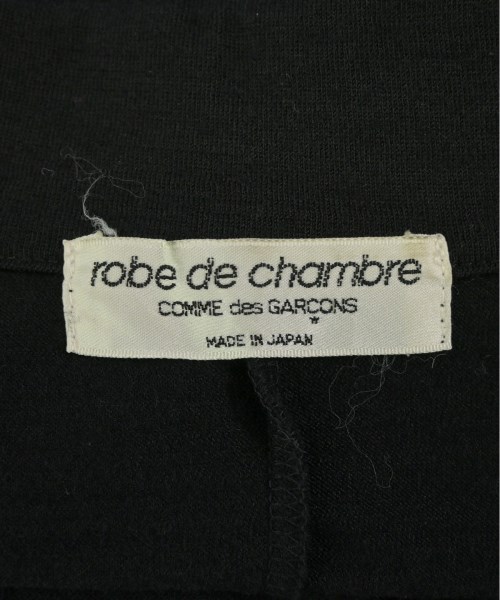 robe de chambre
COMME des GARCONS
*
MADE IN JAPAN